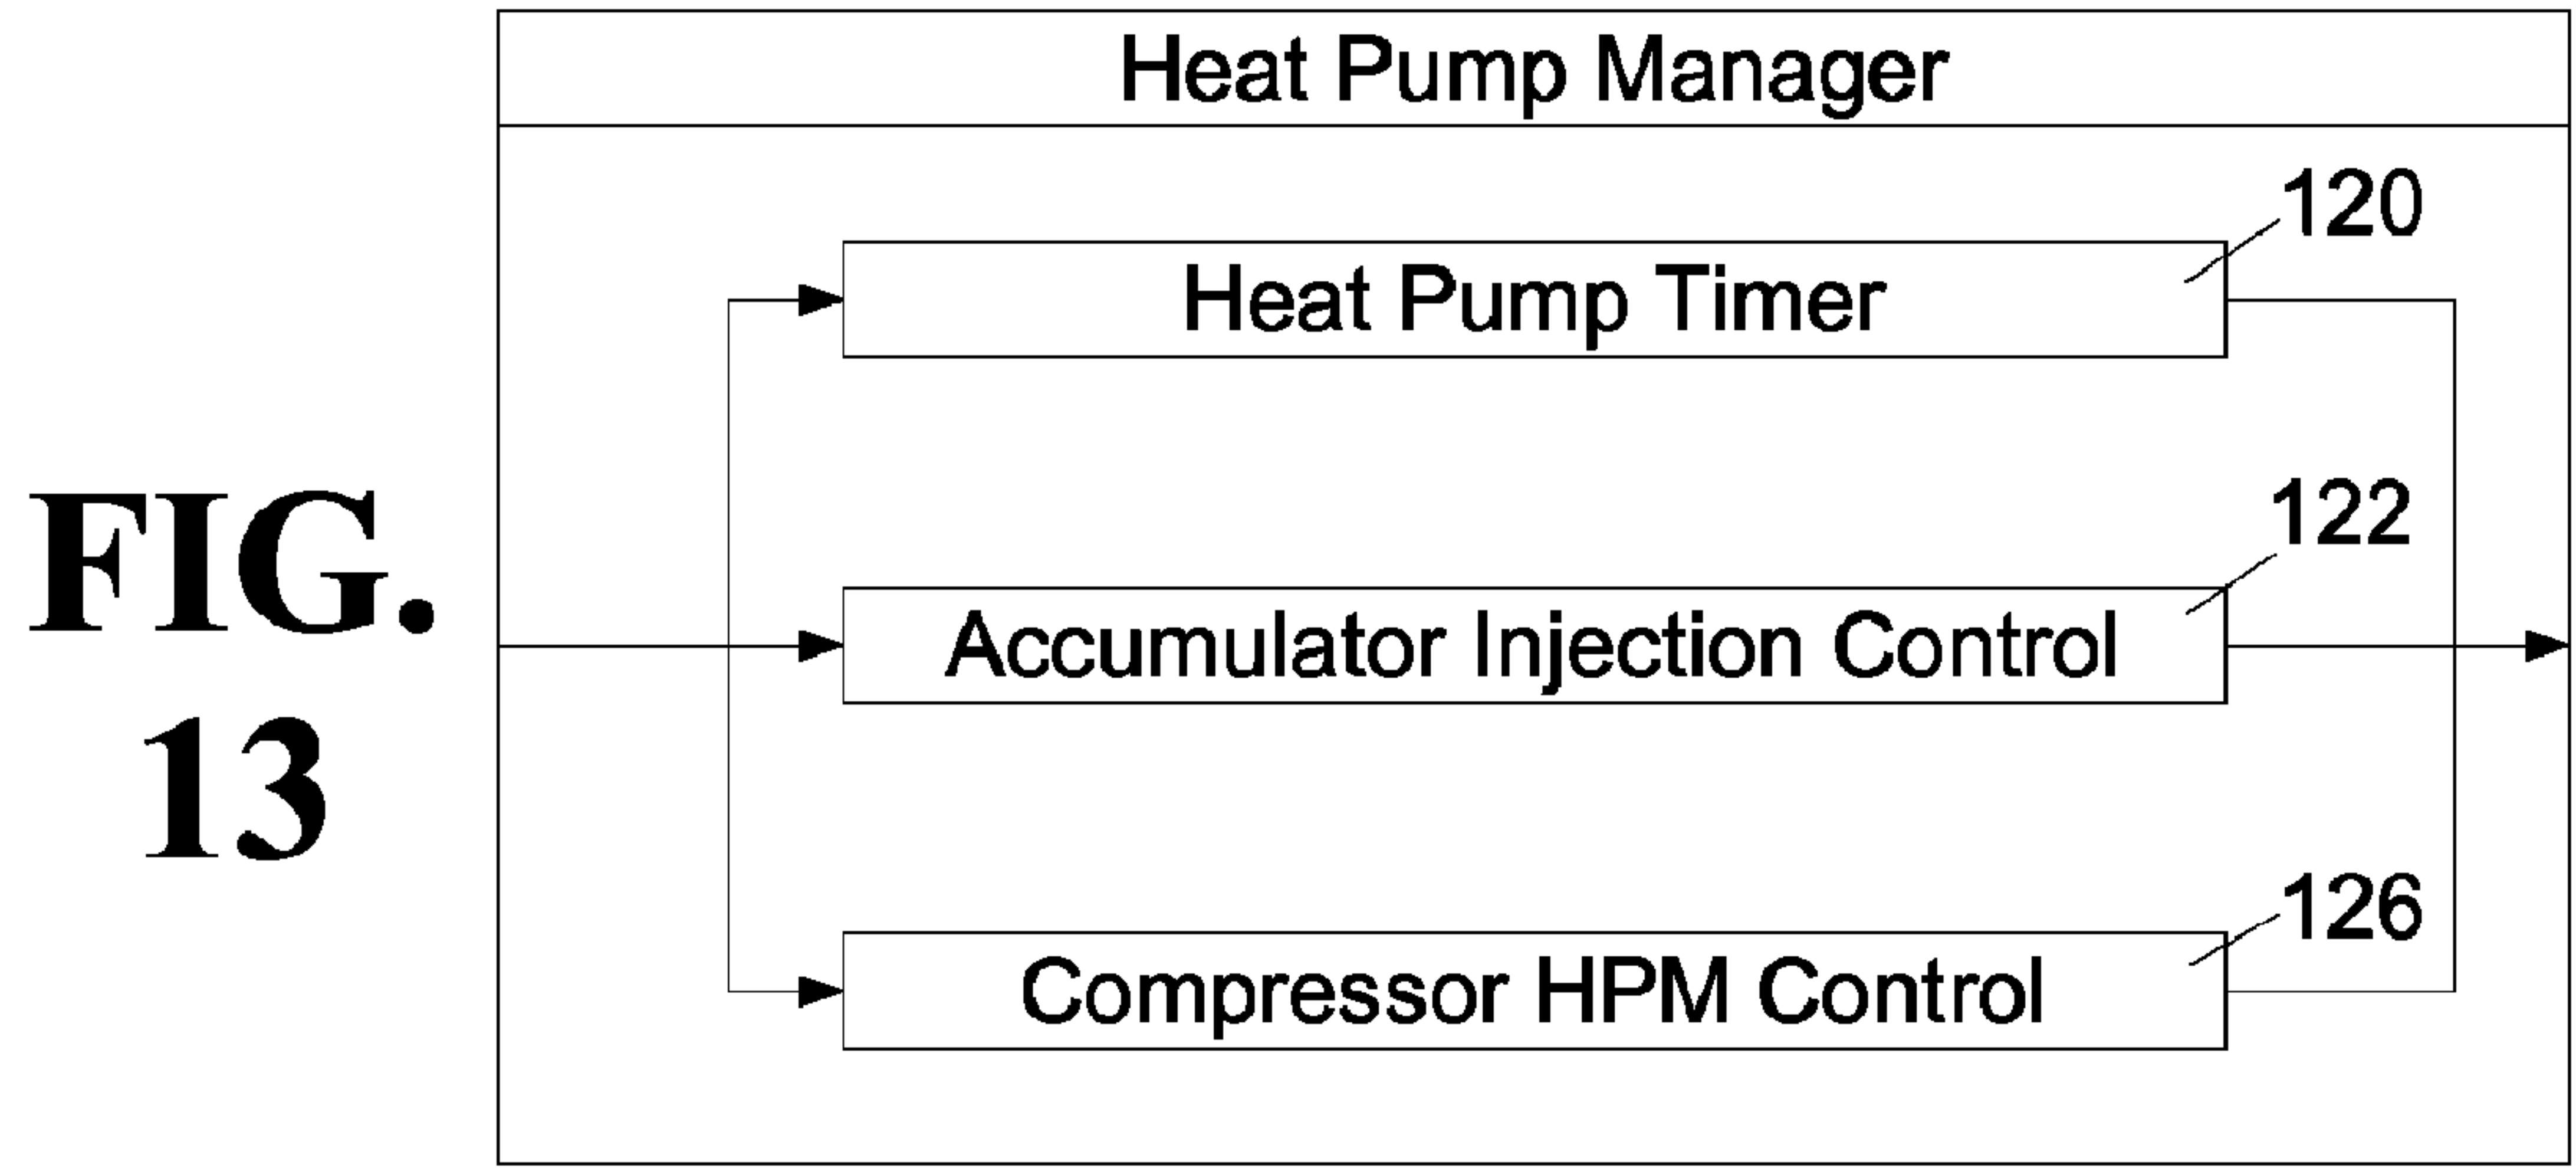 Heat Pump Manager
120
Heat Pump Timer
122
Accumulator Injection Control
126
Compressor HPM Control
FIG.
13